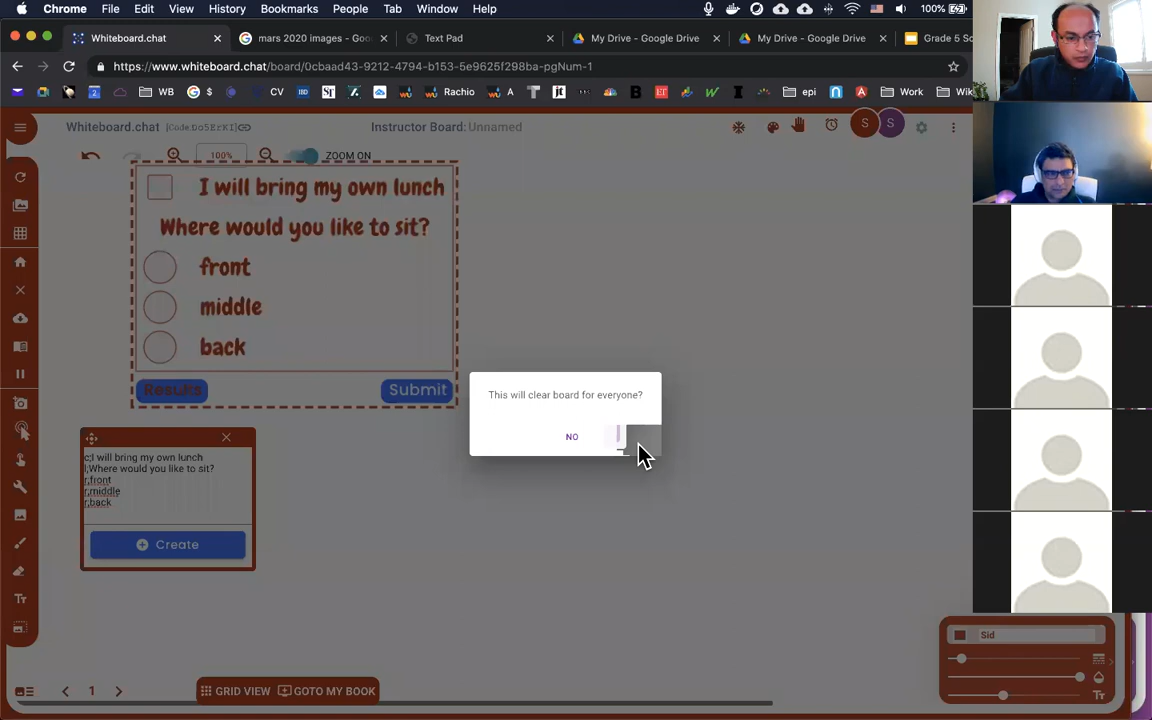 Chrome File Edit View History Bookmarks People Tab Window Help 100%
Whiteboard.chat mars 2020 images - Goo Text Pad My Drive - Google Drive My Drive - Google Drive Grade 5 Sc
https://www.whiteboard.chat/board/0cbaad43-9212-4794-b153-5e9625f298ba-pgNum-1
WB $ CV Rachio A epi Work Wik
Whiteboard.chat Instructor Board: Unnamed S S
100% ZOOM ON
I will bring my own lunch
Where would you like to sit?
front
middle
back
Results Submit
This will clear board for everyone?
NO
c;I will bring my own lunch
l;Where would you like to sit?
r;front
r;middle
r;back
Create
Sid
1 GRID VIEW GOTO MY BOOK
Tт